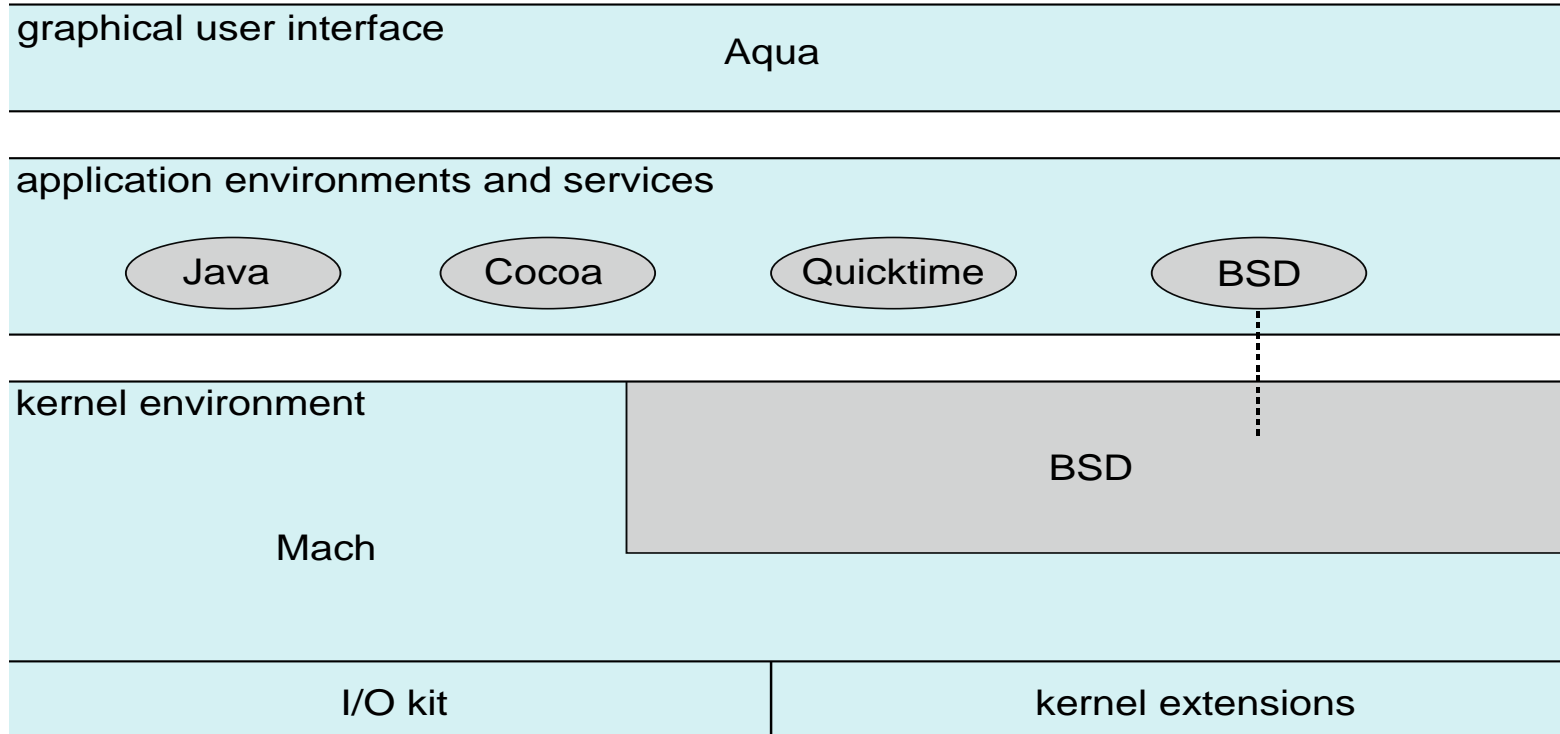 graphical user interface
Aqua
application environments and services
Java
Cocoa
Quicktime
BSD
kernel environment
BSD
Mach
I/O kit
kernel extensions